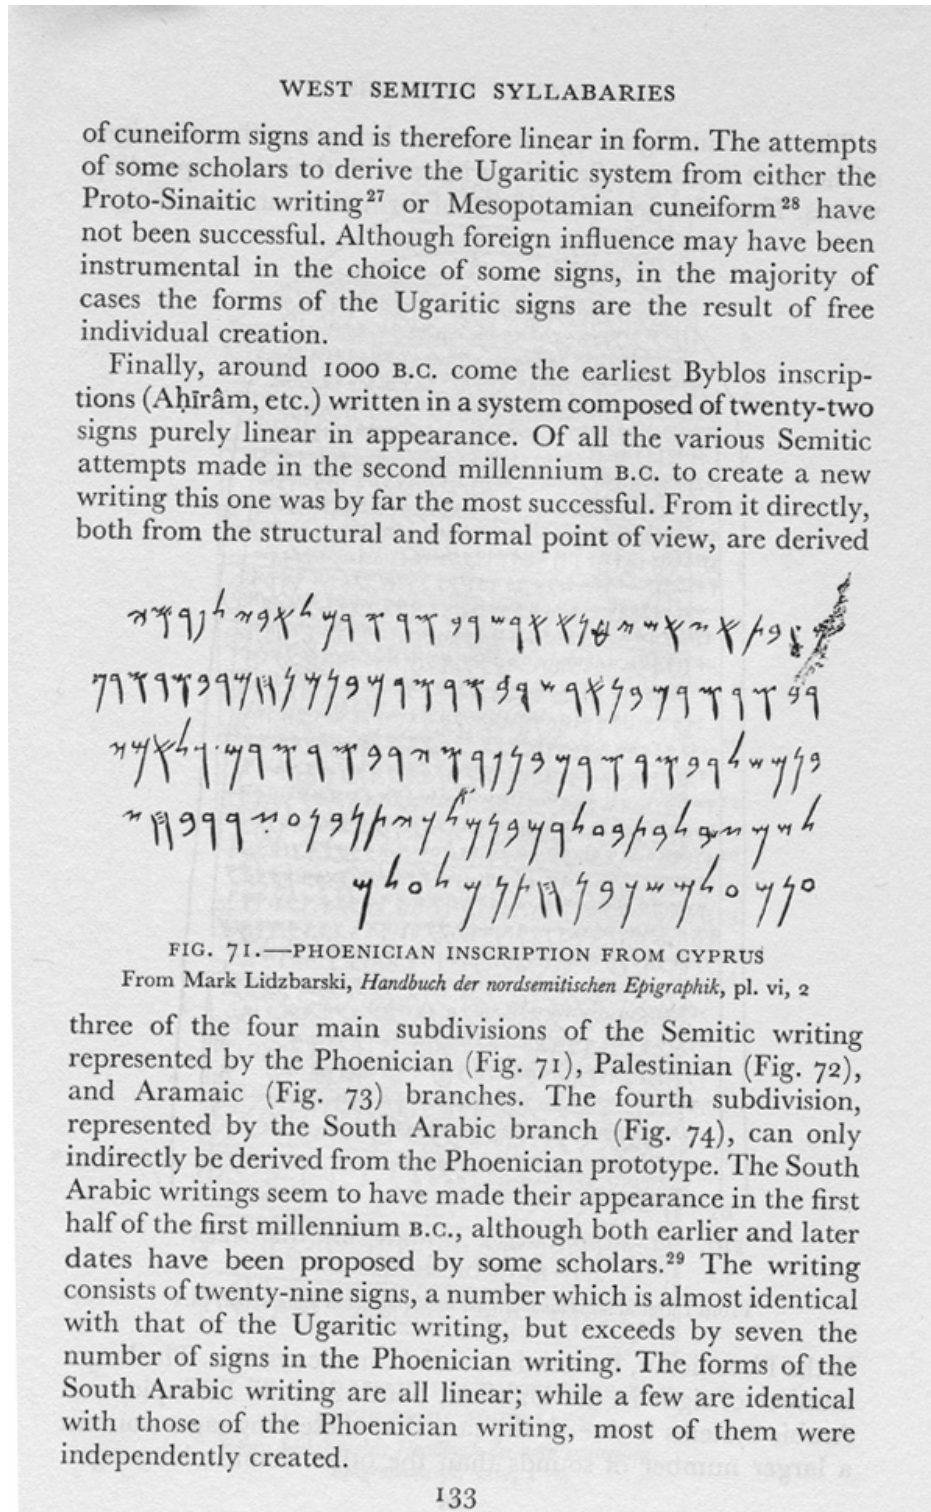 WEST SEMITIC SYLLABARIES
of cuneiform signs and is therefore linear in form. The attempts
of some scholars to derive the Ugaritic system from either the
Proto-Sinaitic writing²⁷ or Mesopotamian cuneiform²⁸ have
not been successful. Although foreign influence may have been
instrumental in the choice of some signs, in the majority of
cases the forms of the Ugaritic signs are the result of free
individual creation.
Finally, around 1000 B.C. come the earliest Byblos inscrip-
tions (Aḥīrâm, etc.) written in a system composed of twenty-two
signs purely linear in appearance. Of all the various Semitic
attempts made in the second millennium B.C. to create a new
writing this one was by far the most successful. From it directly,
both from the structural and formal point of view, are derived
FIG. 71.—PHOENICIAN INSCRIPTION FROM CYPRUS
From Mark Lidzbarski, Handbuch der nordsemitischen Epigraphik, pl. vi, 2
three of the four main subdivisions of the Semitic writing
represented by the Phoenician (Fig. 71), Palestinian (Fig. 72),
and Aramaic (Fig. 73) branches. The fourth subdivision,
represented by the South Arabic branch (Fig. 74), can only
indirectly be derived from the Phoenician prototype. The South
Arabic writings seem to have made their appearance in the first
half of the first millennium B.C., although both earlier and later
dates have been proposed by some scholars.²⁹ The writing
consists of twenty-nine signs, a number which is almost identical
with that of the Ugaritic writing, but exceeds by seven the
number of signs in the Phoenician writing. The forms of the
South Arabic writing are all linear; while a few are identical
with those of the Phoenician writing, most of them were
independently created.
133